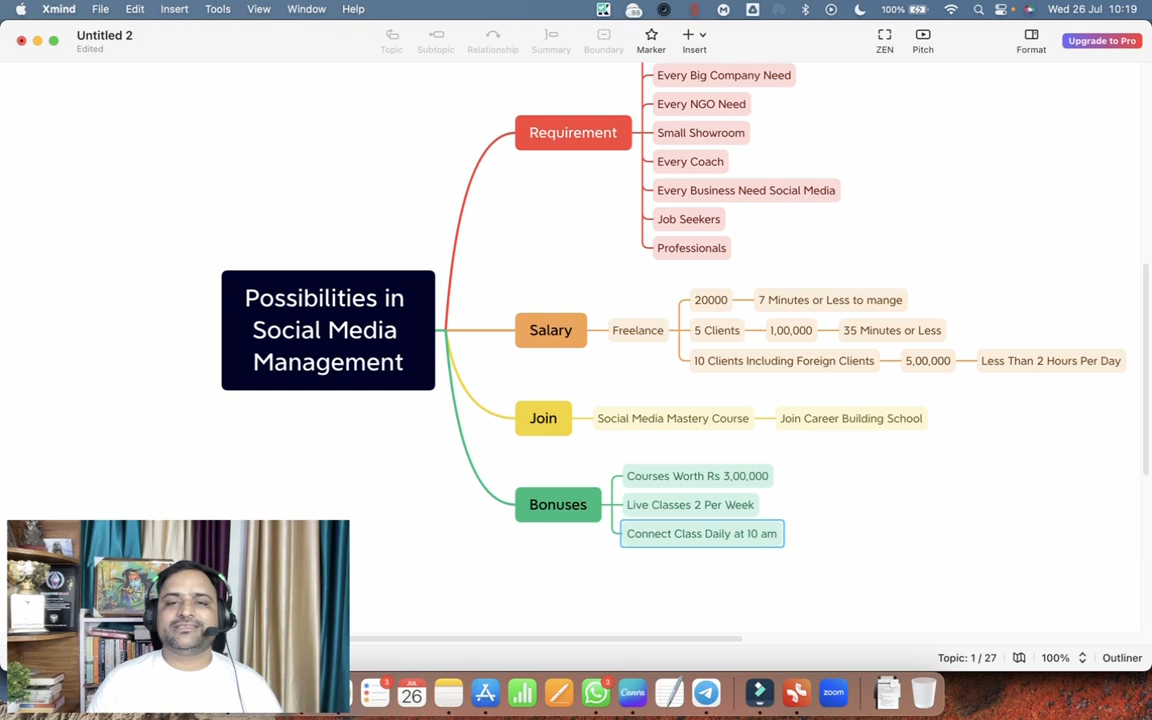 Xmind File Edit Insert Tools View Window Help 100% Wed 26 Jul 10:19
Untitled 2
Edited
Topic Subtopic Relationship Summary Boundary Marker Insert ZEN Pitch Format Upgrade to Pro
Every Big Company Need
Every NGO Need
Requirement
Small Showroom
Every Coach
Every Business Need Social Media
Job Seekers
Professionals
Possibilities in
Social Media
Management
Salary
Freelance
20000 7 Minutes or Less to mange
5 Clients 1,00,000 35 Minutes or Less
10 Clients Including Foreign Clients 5,00,000 Less Than 2 Hours Per Day
Join Social Media Mastery Course Join Career Building School
Bonuses
Courses Worth Rs 3,00,000
Live Classes 2 Per Week
Connect Class Daily at 10 am
Topic: 1 / 27 100% Outliner
3 JUL 26 3 Canva zoom